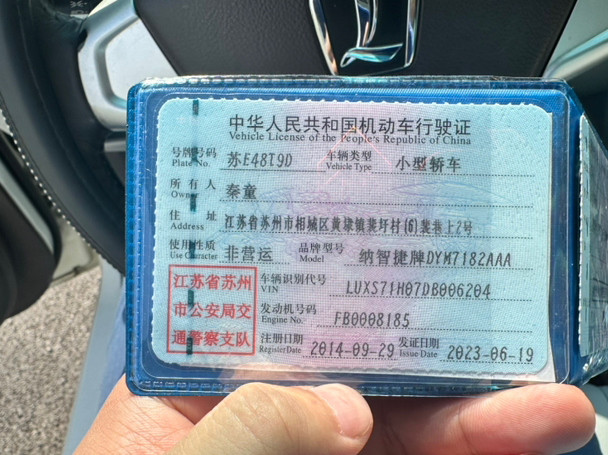 中华人民共和国机动车行驶证
Vehicle License of the People's Republic of China
号牌号码 Plate No. 苏E48T9D 车辆类型 Vehicle Type 小型轿车
所有人 Owner 秦童
住址 Address 江苏省苏州市相城区黄埭镇裴圩村(6)裴巷上2号
使用性质 Use Character 非营运 品牌型号 Model 纳智捷牌DYM7182AAA
江苏省苏州
市公安局交
通警察支队
车辆识别代号 VIN LUXS71H07DB006204
发动机号码 Engine No. FB0008185
注册日期 Register Date 2014-09-29 发证日期 Issue Date 2023-06-19